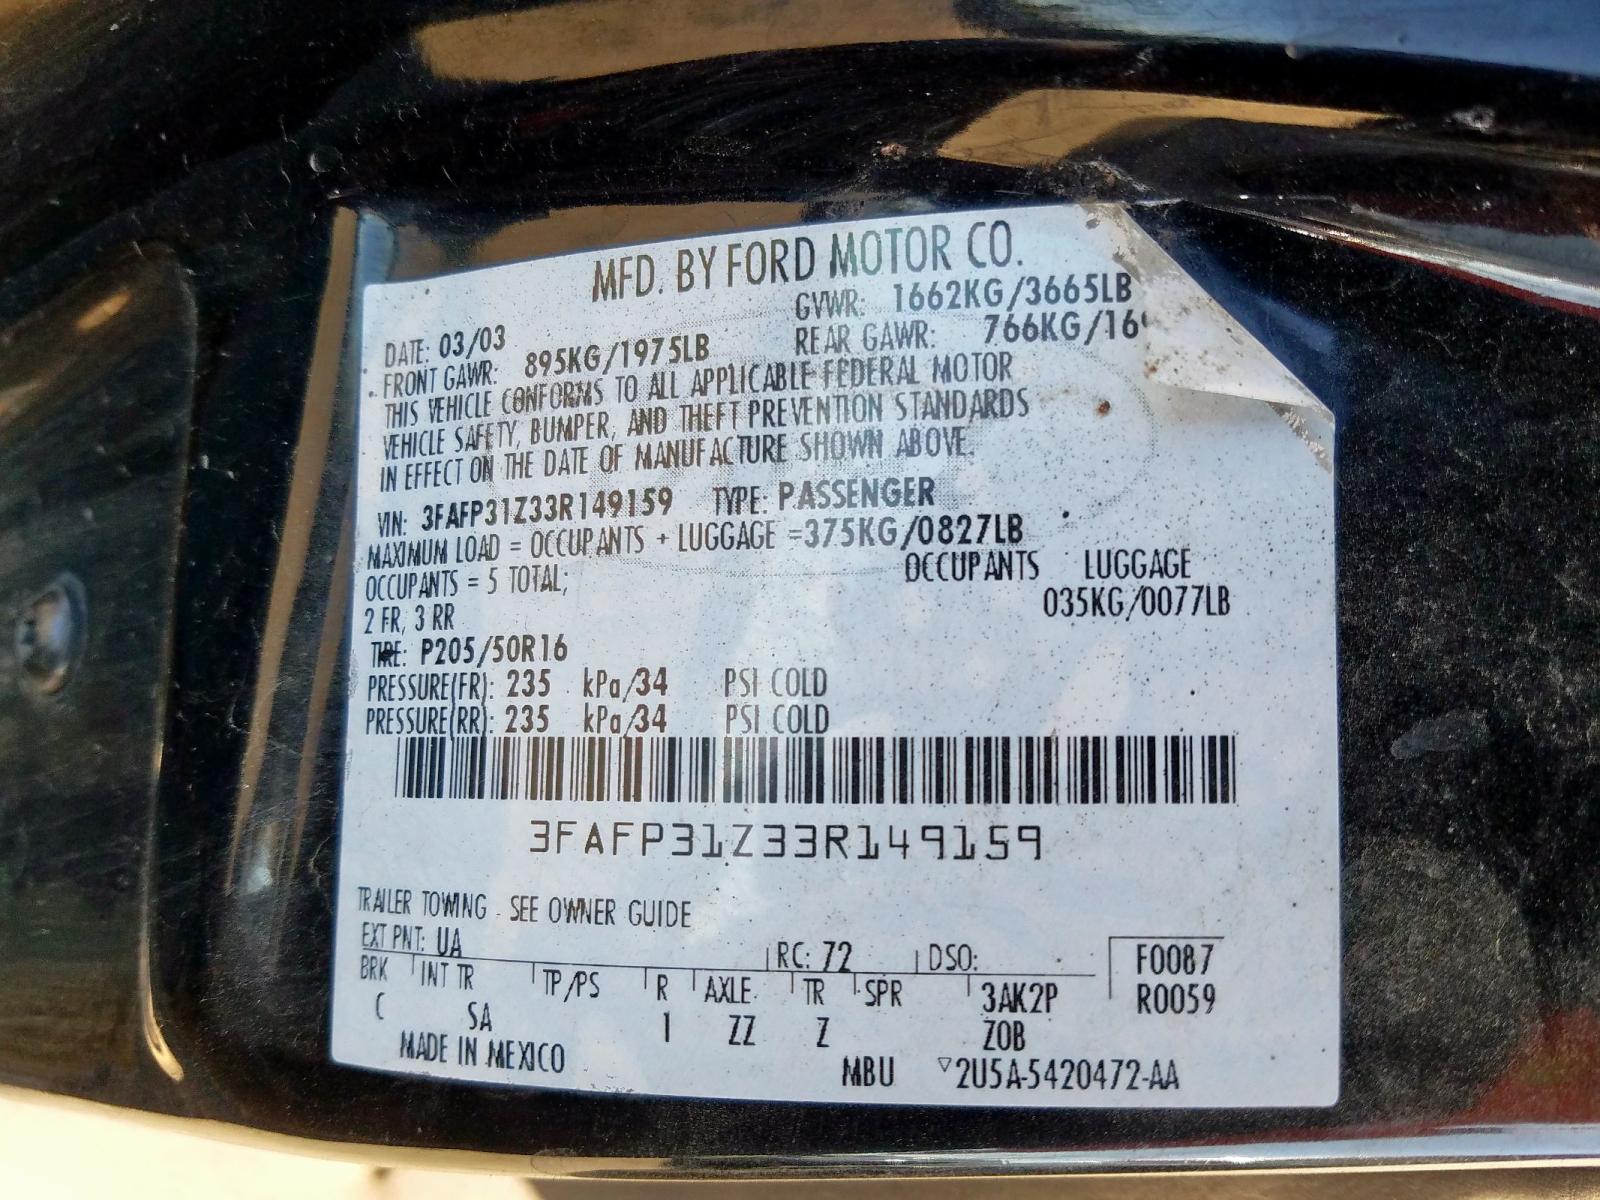 MFD. BY FORD MOTOR CO.
DATE: 03/03 GVWR: 1662KG/3665LB
FRONT GAWR: 895KG/1975LB REAR GAWR: 766KG/16
THIS VEHICLE CONFORMS TO ALL APPLICABLE FEDERAL MOTOR
VEHICLE SAFETY, BUMPER, AND THEFT PREVENTION STANDARDS
IN EFFECT ON THE DATE OF MANUFACTURE SHOWN ABOVE.
VIN: 3FAFP31Z33R149159 TYPE: PASSENGER
MAXIMUM LOAD = OCCUPANTS + LUGGAGE =375KG/0827LB
OCCUPANTS = 5 TOTAL; OCCUPANTS LUGGAGE
2 FR, 3 RR 035KG/0077LB
TIRE: P205/50R16
PRESSURE(FR): 235 kPa/34 PSI COLD
PRESSURE(RR): 235 kPa/34 PSI COLD
3FAFP31Z33R149159
TRAILER TOWING - SEE OWNER GUIDE
EXT PNT: UA RC: 72 DSO: F0087
BRK INT TR TP/PS R AXLE TR SPR 3AK2P R0059
C SA 1 ZZ Z ZOB
MADE IN MEXICO MBU ▽2U5A-5420472-AA